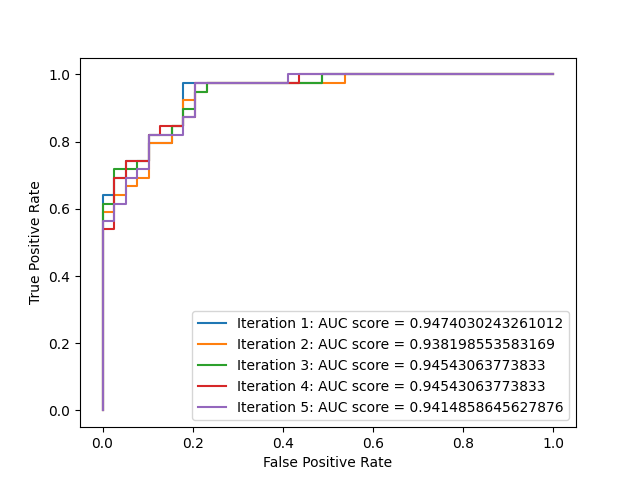 1.0
0.8
0.6
0.4
0.2
0.0
True Positive Rate
Iteration 1: AUC score = 0.9474030243261012
Iteration 2: AUC score = 0.938198553583169
Iteration 3: AUC score = 0.94543063773833
Iteration 4: AUC score = 0.94543063773833
Iteration 5: AUC score = 0.9414858645627876
0.0 0.2 0.4 0.6 0.8 1.0
False Positive Rate